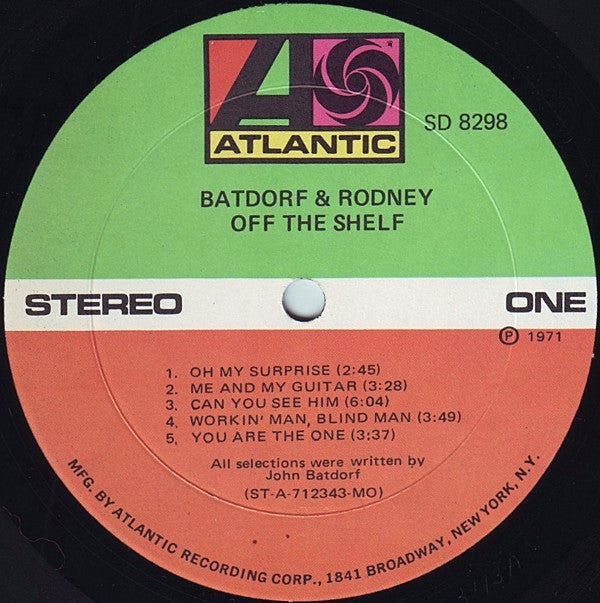 ATLANTIC
SD 8298
BATDORF & RODNEY
OFF THE SHELF
STEREO
ONE
℗ 1971
1. OH MY SURPRISE (2:45)
2. ME AND MY GUITAR (3:28)
3. CAN YOU SEE HIM (6:04)
4. WORKIN' MAN, BLIND MAN (3:49)
5. YOU ARE THE ONE (3:37)
All selections were written by
John Batdorf
(ST-A-712343-MO)
MFG. BY ATLANTIC RECORDING CORP., 1841 BROADWAY, NEW YORK, N.Y.